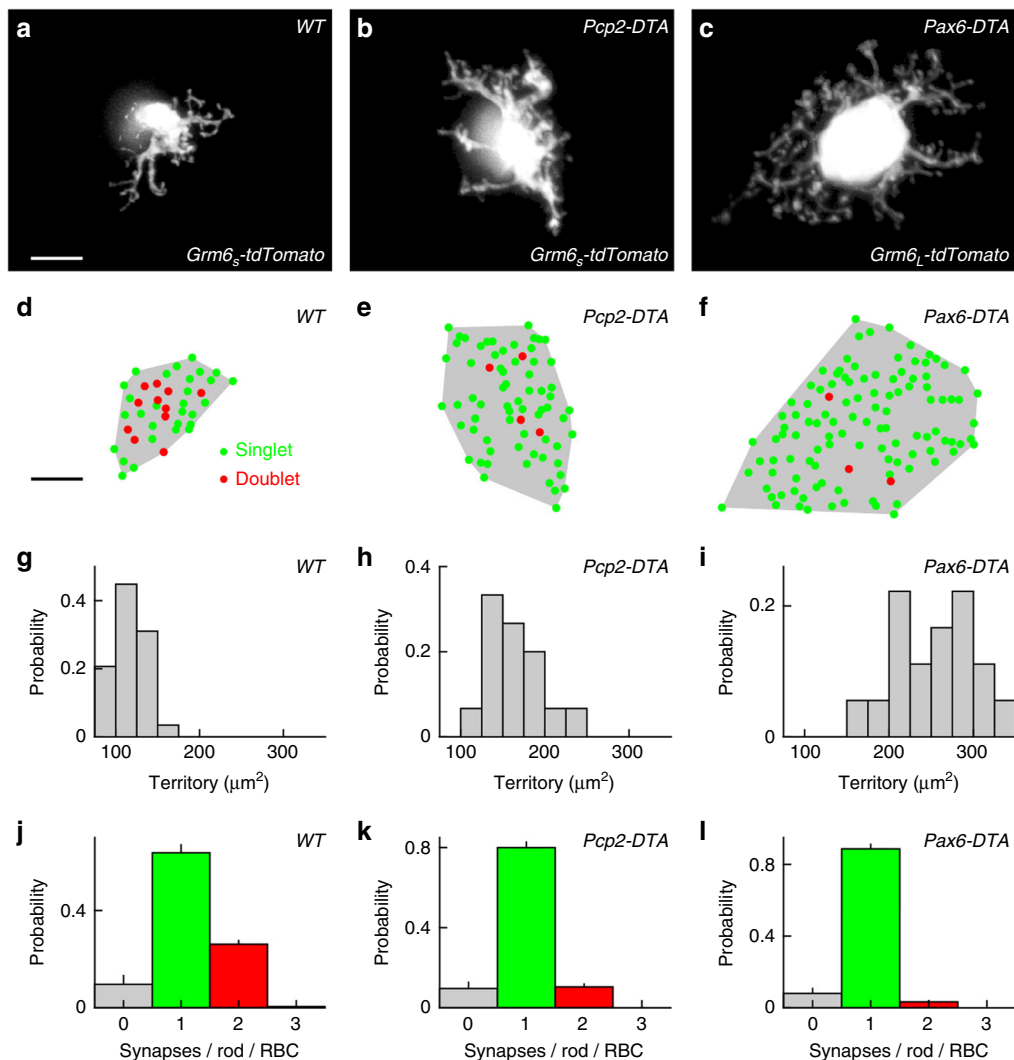 a WT
Grm6s-tdTomato
b Pcp2-DTA
Grm6s-tdTomato
c Pax6-DTA
Grm6L-tdTomato
d WT
Singlet
Doublet
e Pcp2-DTA
f Pax6-DTA
g WT
Probability
0.4
0.2
0
100 200 300
Territory (μm²)
h Pcp2-DTA
Probability
0.4
0.2
0
100 200 300
Territory (μm²)
i Pax6-DTA
Probability
0.2
0
100 200 300
Territory (μm²)
j WT
Probability
0.4
0
0 1 2 3
Synapses / rod / RBC
k Pcp2-DTA
Probability
0.8
0.4
0
0 1 2 3
Synapses / rod / RBC
l Pax6-DTA
Probability
0.8
0.4
0
0 1 2 3
Synapses / rod / RBC